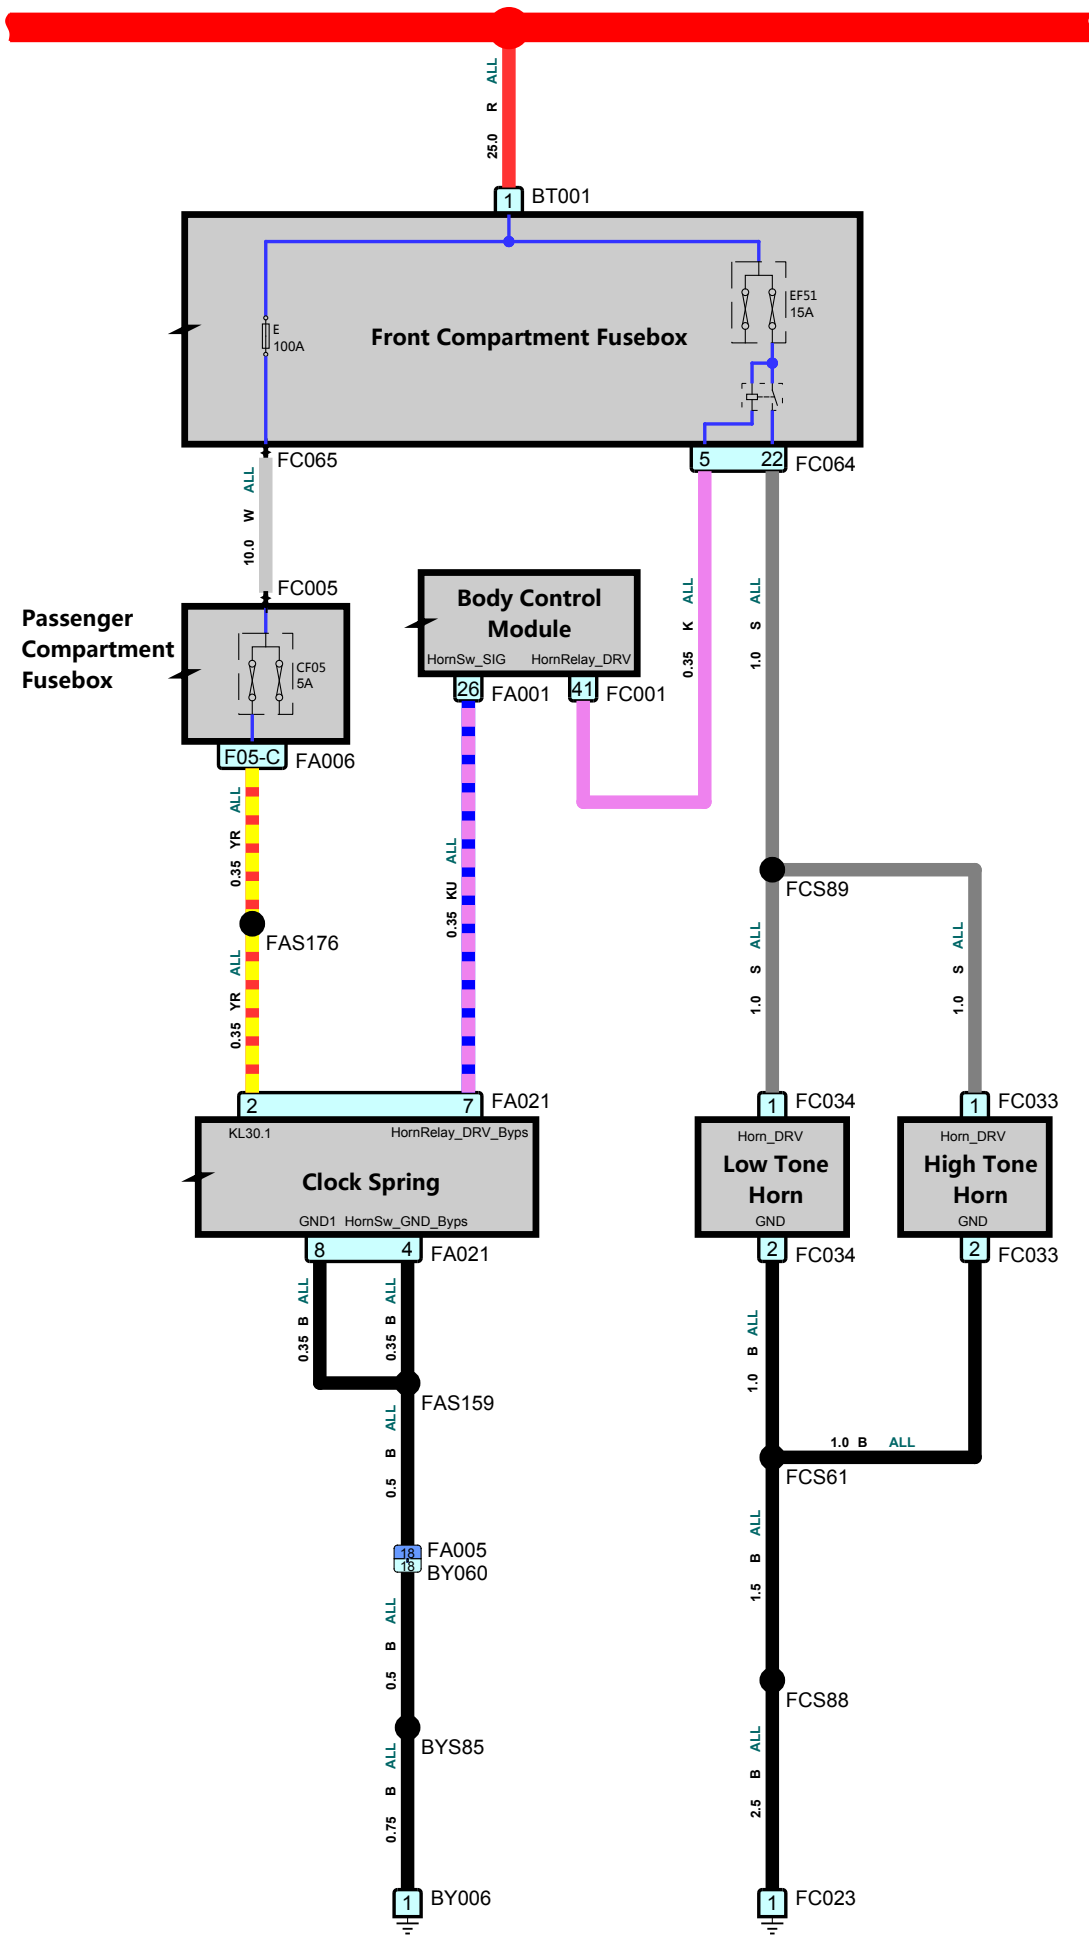 25.0 R ALL
1 BT001
EF51
15A
E
100A
Front Compartment Fusebox
FC065
5 22 FC064
10.0 W ALL
FC005
Passenger
Compartment
Fusebox
CF05
5A
F05-C FA006
Body Control
Module
HornSw_SIG HornRelay_DRV
26 FA001 41 FC001
0.35 K ALL
1.0 S ALL
0.35 YR ALL
0.35 KU ALL
FCS89
FAS176
0.35 YR ALL
1.0 S ALL
1.0 S ALL
2 7 FA021
KL30.1 HornRelay_DRV_Byps
Clock Spring
GND1 HornSw_GND_Byps
8 4 FA021
1 FC034
Horn_DRV
Low Tone
Horn
GND
2 FC034
1 FC033
Horn_DRV
High Tone
Horn
GND
2 FC033
0.35 B ALL
0.35 B ALL
1.0 B ALL
FAS159
1.0 B ALL
FCS61
0.5 B ALL
18 FA005
18 BY060
1.5 B ALL
0.5 B ALL
FCS88
BYS85
0.75 B ALL
2.5 B ALL
1 BY006
1 FC023